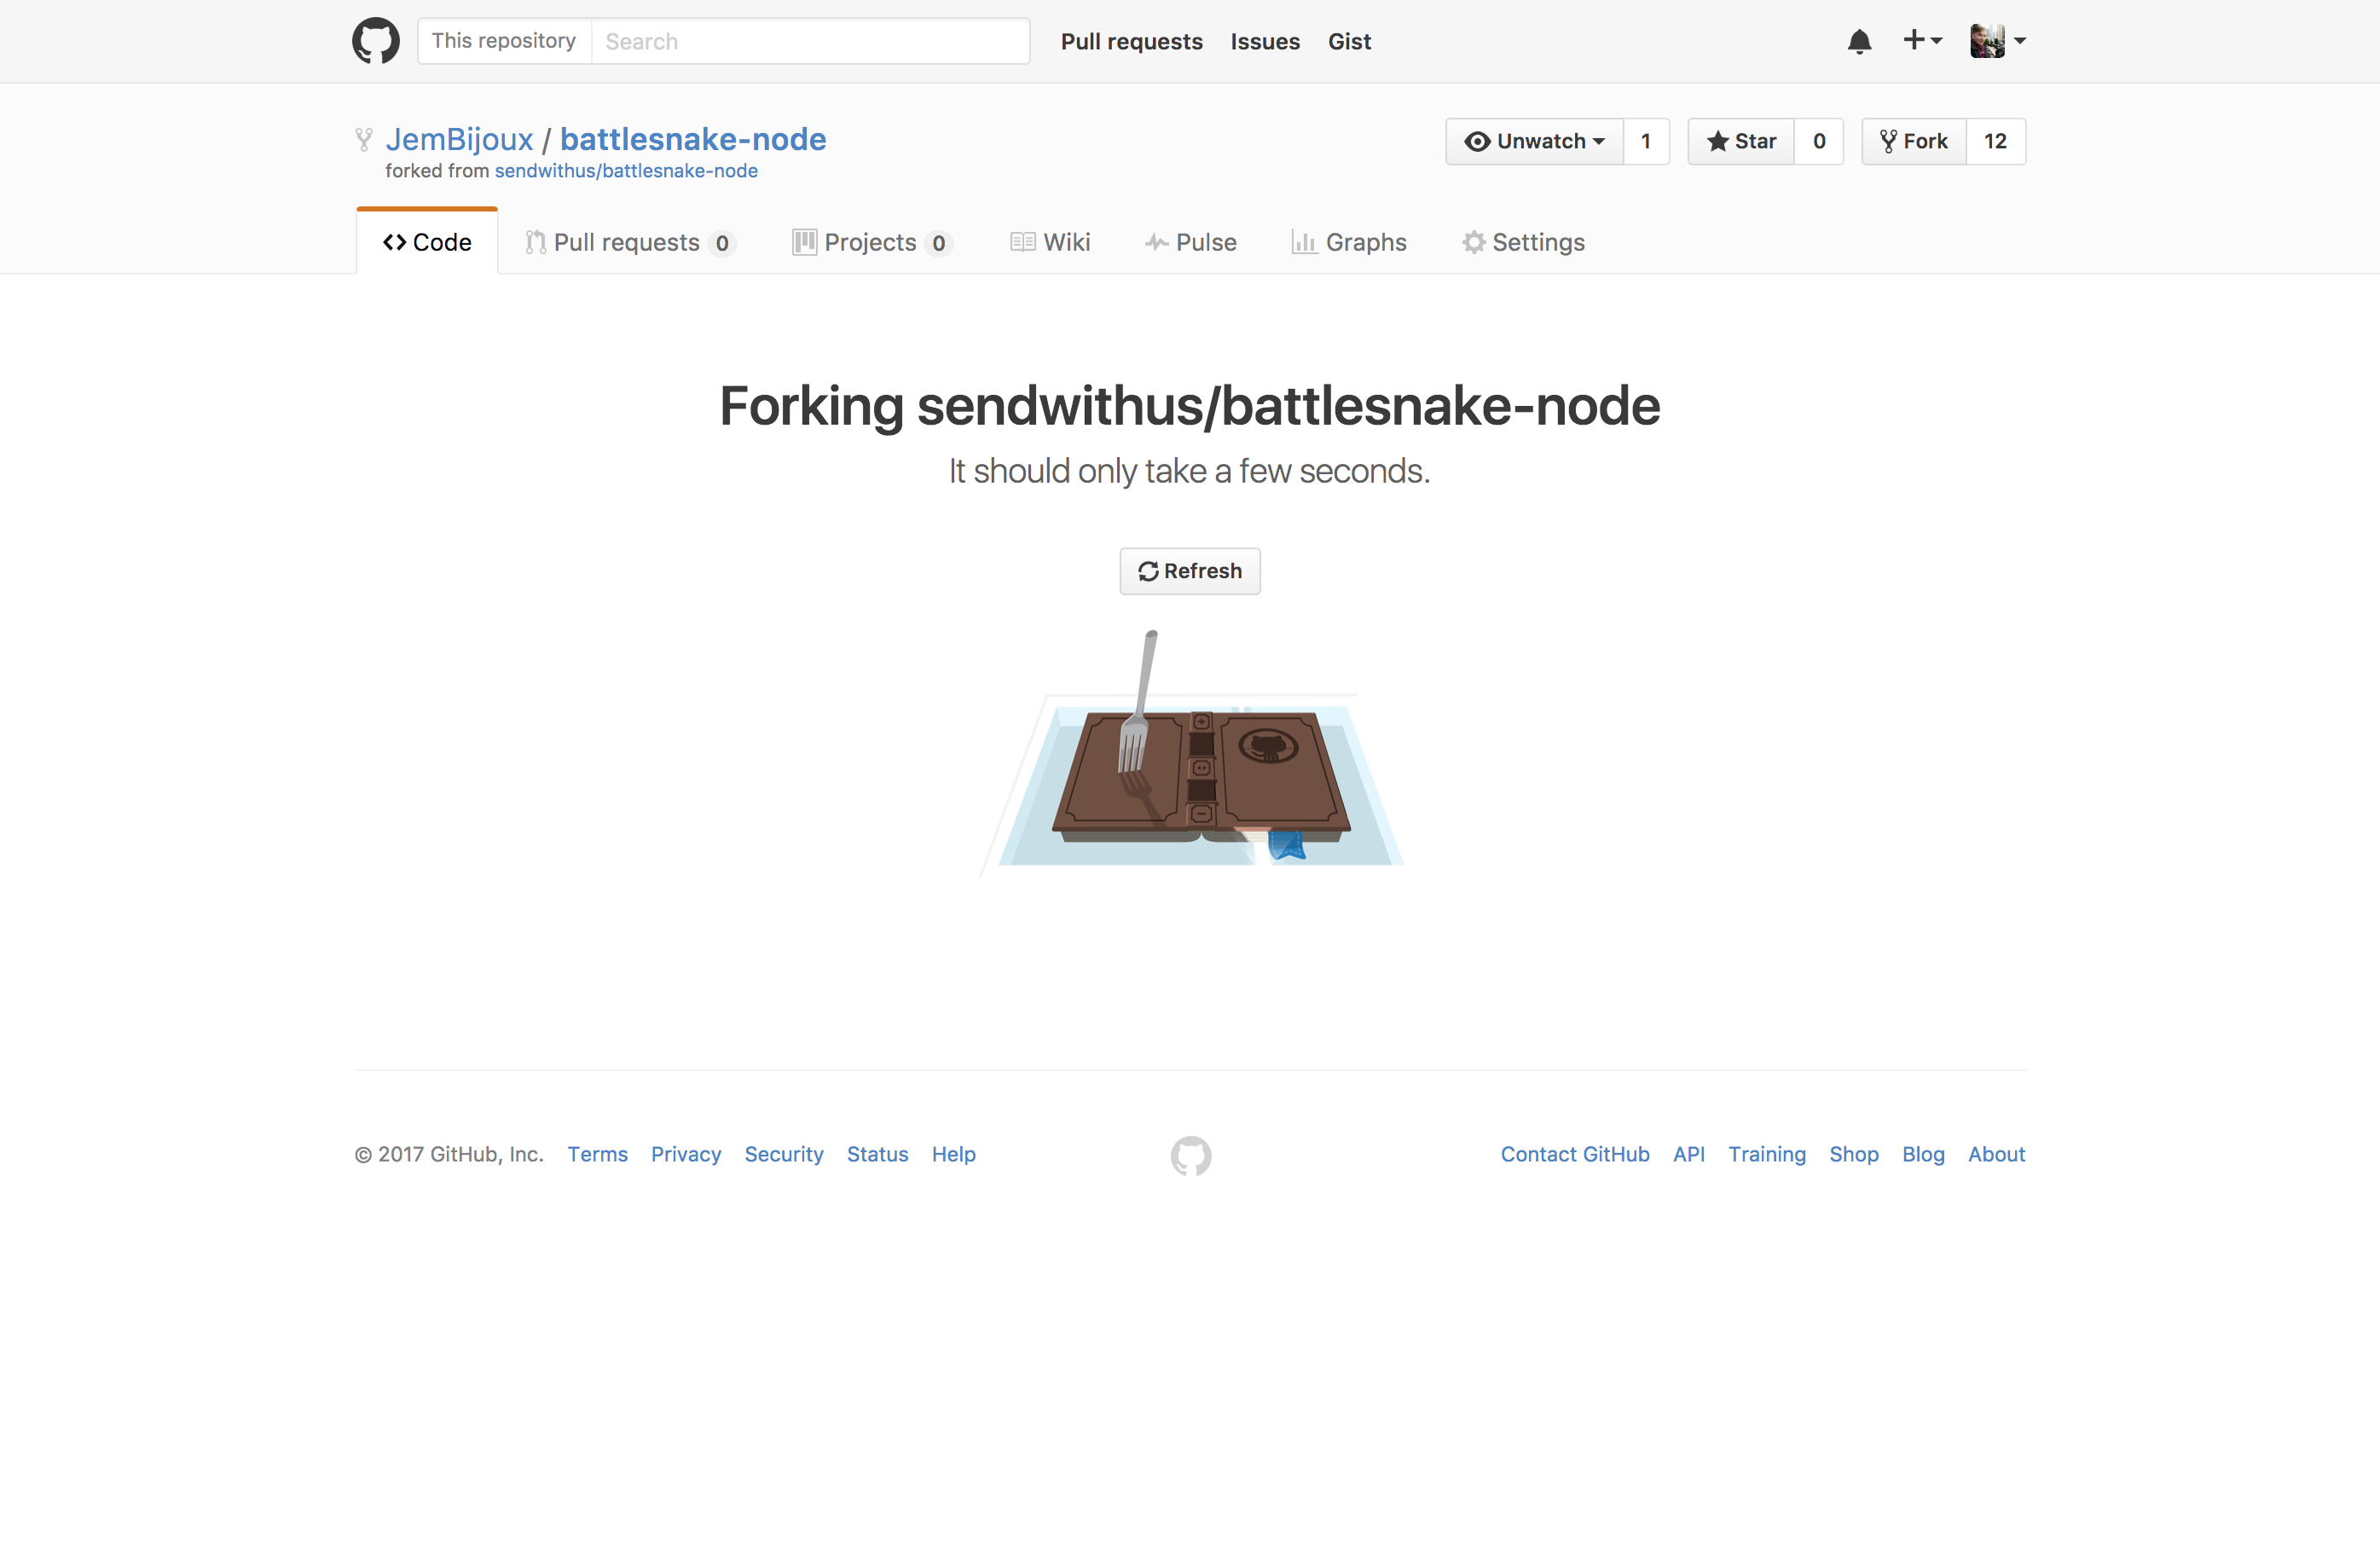 This repository Search Pull requests Issues Gist
JemBijoux / battlesnake-node Unwatch 1 Star 0 Fork 12
forked from sendwithus/battlesnake-node
Code Pull requests 0 Projects 0 Wiki Pulse Graphs Settings
Forking sendwithus/battlesnake-node
It should only take a few seconds.
Refresh
© 2017 GitHub, Inc. Terms Privacy Security Status Help Contact GitHub API Training Shop Blog About